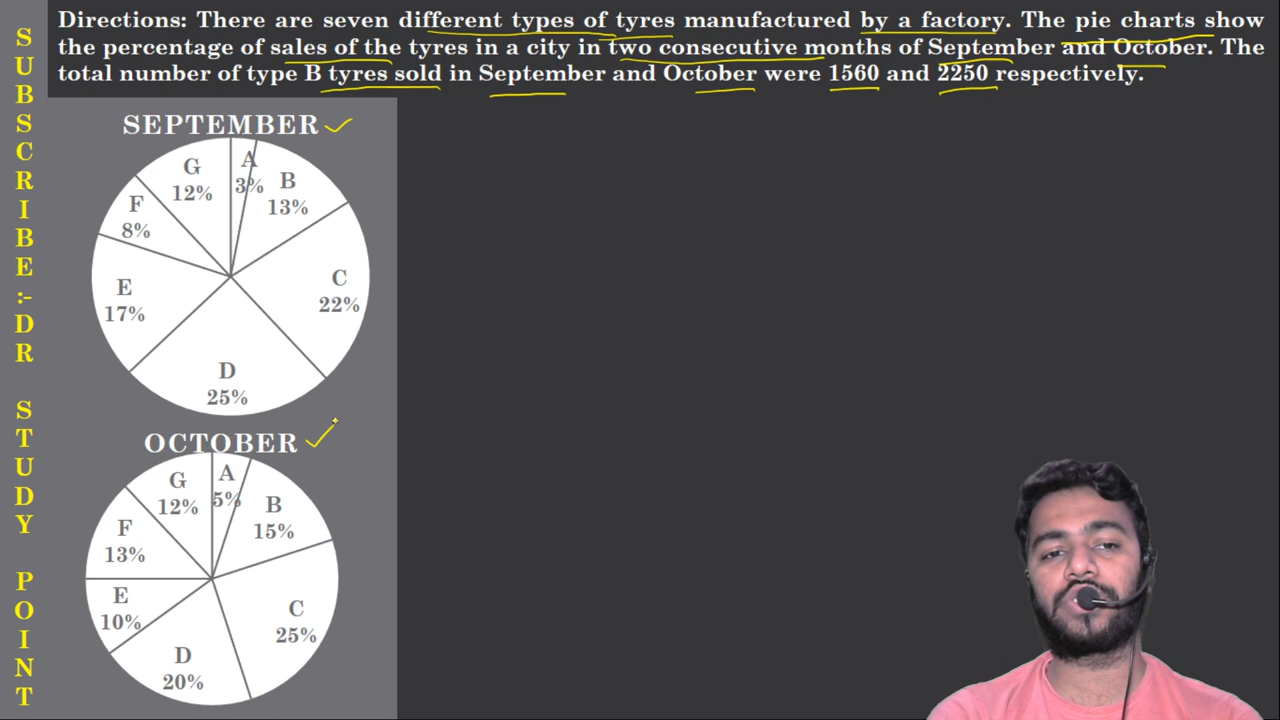 Directions: There are seven different types of tyres manufactured by a factory. The pie charts show
the percentage of sales of the tyres in a city in two consecutive months of September and October. The
total number of type B tyres sold in September and October were 1560 and 2250 respectively.
SUBSCRIBE:-DR STUDY POINT
SEPTEMBER
A
3%
B
13%
C
22%
D
25%
E
17%
F
8%
G
12%
OCTOBER
A
5%
B
15%
C
25%
D
20%
E
10%
F
13%
G
12%